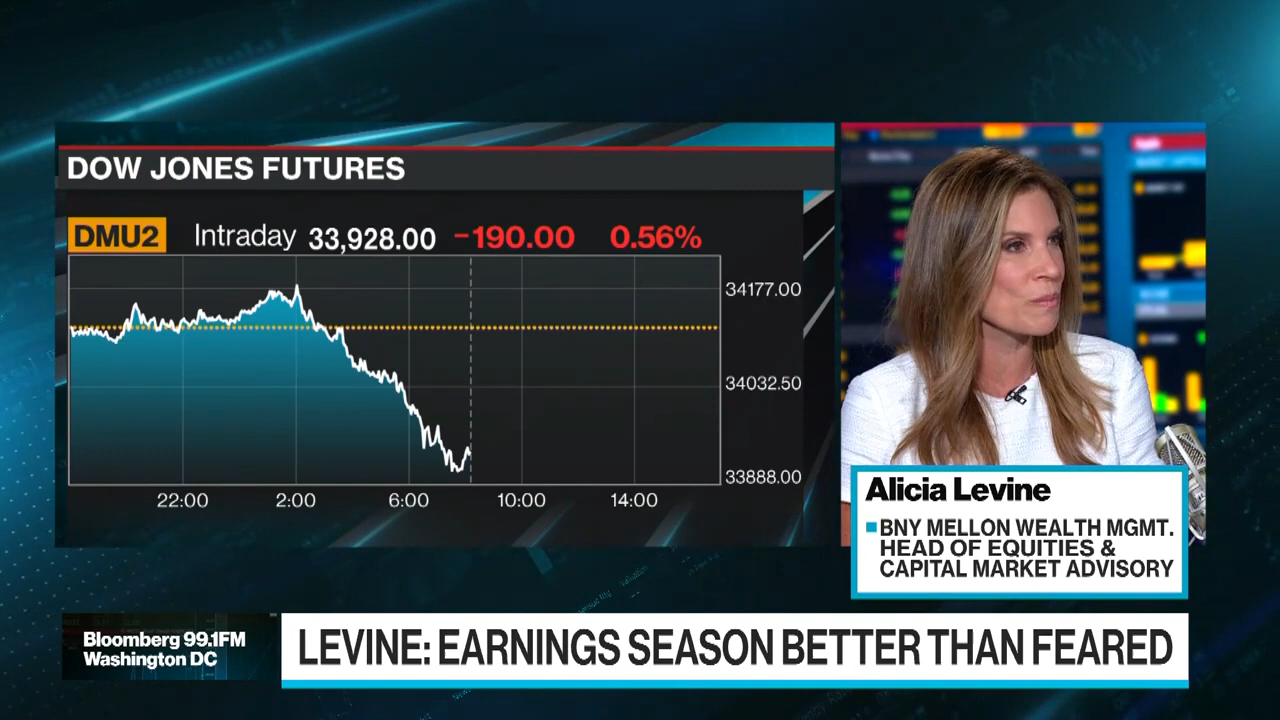 DOW JONES FUTURES
DMU2 Intraday 33,928.00 -190.00 0.56%
34177.00
34032.50
33888.00
22:00 2:00 6:00 10:00 14:00
Alicia Levine
BNY MELLON WEALTH MGMT.
HEAD OF EQUITIES &
CAPITAL MARKET ADVISORY
Bloomberg 99.1FM
Washington DC
LEVINE: EARNINGS SEASON BETTER THAN FEARED